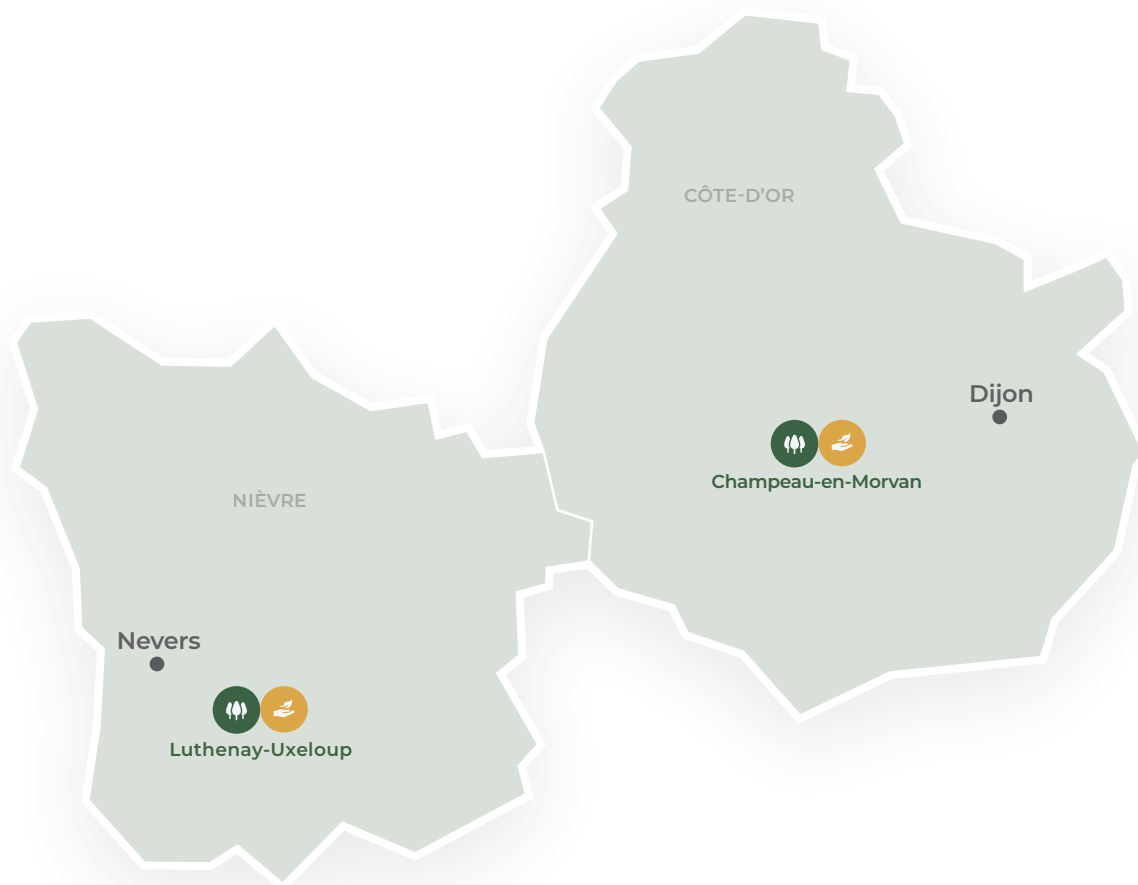 CÔTE-D’OR
Dijon
Champeau-en-Morvan
NIÈVRE
Nevers
Luthenay-Uxeloup